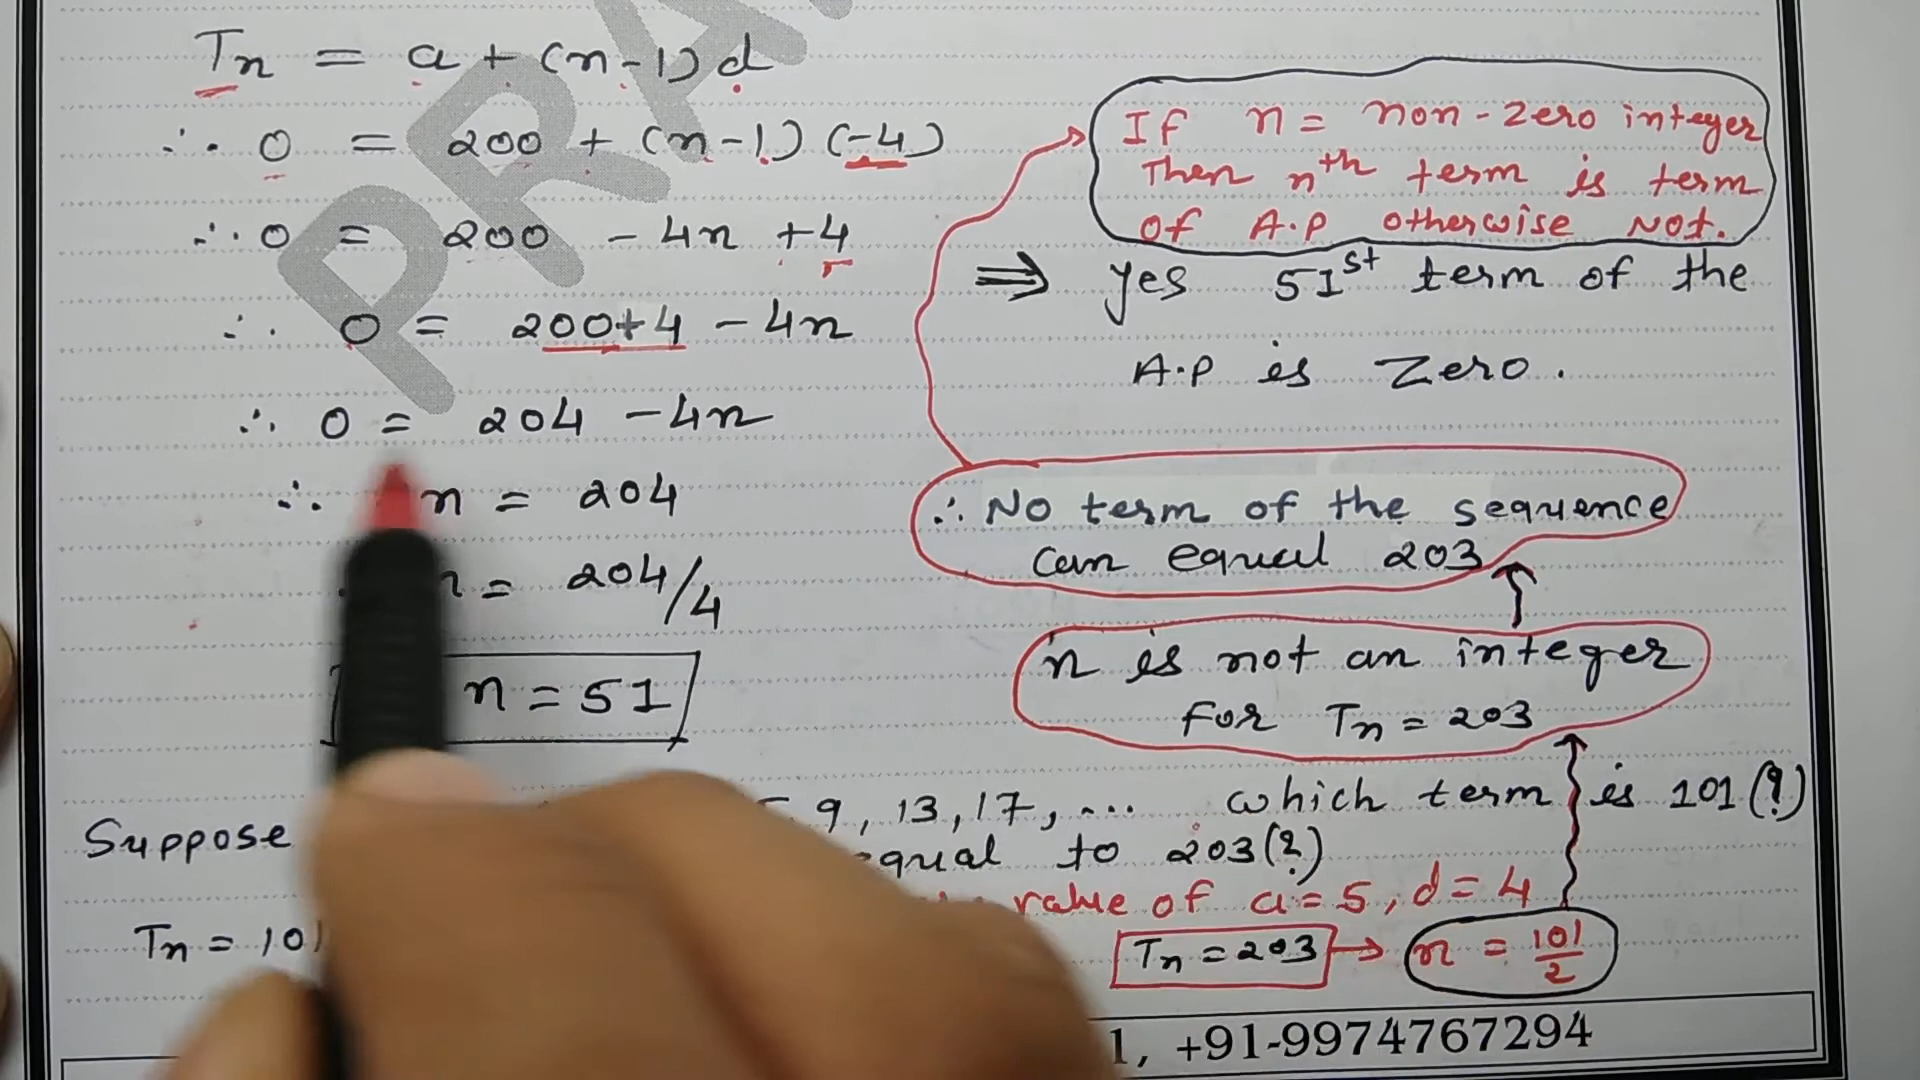 Tn = a + (n-1) d
∴ 0 = 200 + (n-1) (-4)
∴ 0 = 200 - 4n + 4
∴ 0 = 200+4 - 4n
∴ 0 = 204 - 4n
∴ n = 204
n = 204/4
n = 51
If n = non-zero integer
Then nth term is term
of A.P otherwise Not.
⇒ yes 51st term of the
A.P is Zero.
∴ No term of the sequence
can equal 203
n is not an integer
For Tn = 203
Suppose 9, 13, 17, ... which term is 101(?)
equal to 203(?)
value of a = 5, d = 4
Tn = 101
Tn = 203 → n = 101/2
1, +91-9974767294
PRA